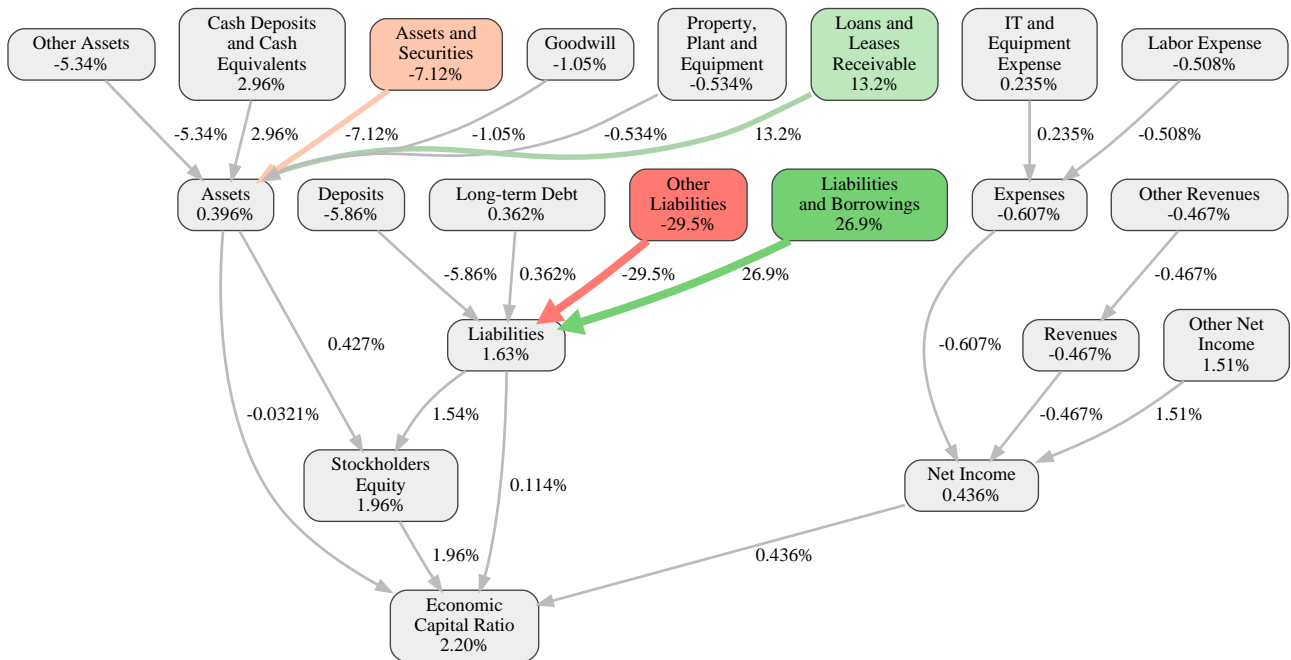 Other Assets
-5.34%
Cash Deposits
and Cash
Equivalents
2.96%
Assets and
Securities
-7.12%
Goodwill
-1.05%
Property,
Plant and
Equipment
-0.534%
Loans and
Leases
Receivable
13.2%
IT and
Equipment
Expense
0.235%
Labor Expense
-0.508%
-5.34%
2.96%
-7.12%
-1.05%
-0.534%
13.2%
0.235%
-0.508%
Assets
0.396%
Deposits
-5.86%
Long-term Debt
0.362%
Other
Liabilities
-29.5%
Liabilities
and Borrowings
26.9%
Expenses
-0.607%
Other Revenues
-0.467%
-5.86%
0.362%
-29.5%
26.9%
-0.467%
0.427%
Liabilities
1.63%
-0.607%
Revenues
-0.467%
Other Net
Income
1.51%
-0.0321%
1.54%
-0.467%
1.51%
Stockholders
Equity
1.96%
0.114%
Net Income
0.436%
1.96%
0.436%
Economic
Capital Ratio
2.20%